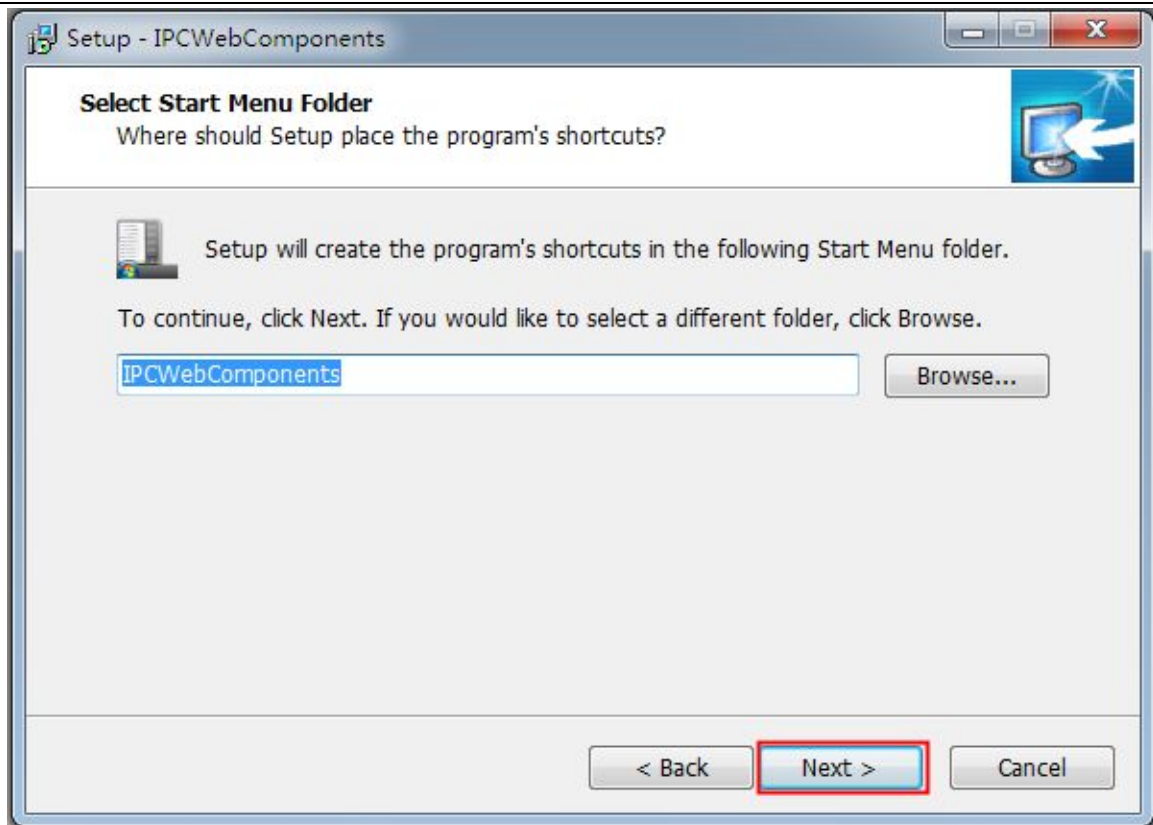 Setup - IPCWebComponents
Select Start Menu Folder
Where should Setup place the program's shortcuts?
Setup will create the program's shortcuts in the following Start Menu folder.
To continue, click Next. If you would like to select a different folder, click Browse.
IPCWebComponents
Browse...
< Back
Next >
Cancel